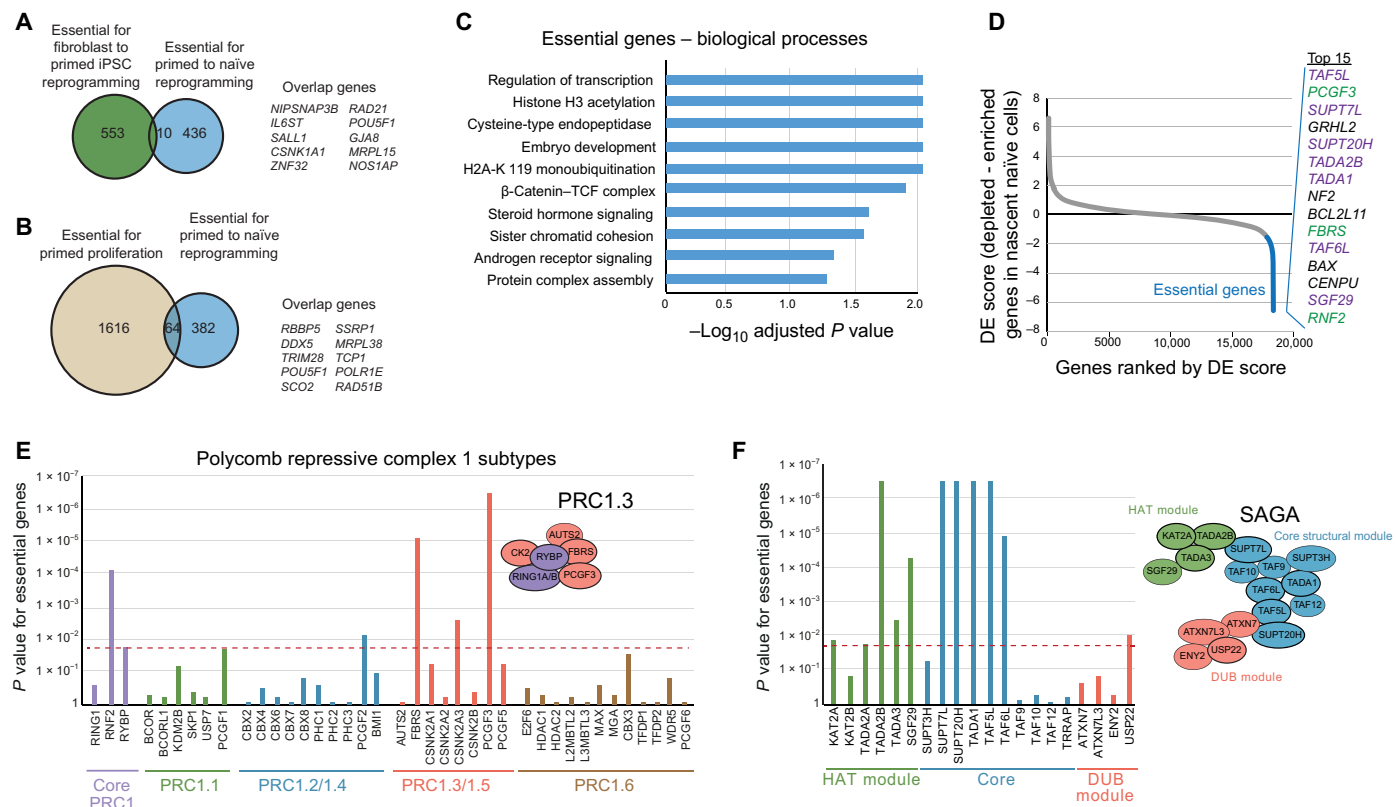 A
Essential for
fibroblast to
primed iPSC
reprogramming
Essential for
primed to naïve
reprogramming
553
10
436
Overlap genes
NIPSNAP3B RAD21
IL6ST POU5F1
SALL1 GJA8
CSNK1A1 MRPL15
ZNF32 NOS1AP
B
Essential for
primed proliferation
Essential for
primed to naïve
reprogramming
1616
64
382
Overlap genes
RBBP5 SSRP1
DDX5 MRPL38
TRIM28 TCP1
POU5F1 POLR1E
SCO2 RAD51B
C
Essential genes – biological processes
Regulation of transcription
Histone H3 acetylation
Cysteine-type endopeptidase
Embryo development
H2A-K 119 monoubiquitination
β-Catenin–TCF complex
Steroid hormone signaling
Sister chromatid cohesion
Androgen receptor signaling
Protein complex assembly
0 0.5 1.0 1.5 2.0
–Log10 adjusted P value
D
DE score (depleted - enriched
genes in nascent naïve cells)
8
6
4
2
0
−2
−4
−6
−8
0 5000 10,000 15,000 20,000
Genes ranked by DE score
Essential genes
Top 15
TAF5L
PCGF3
SUPT7L
GRHL2
SUPT20H
TADA2B
TADA1
NF2
BCL2L11
FBRS
TAF6L
BAX
CENPU
SGF29
RNF2
E
Polycomb repressive complex 1 subtypes
P value for essential genes
1 × 10−7
1 × 10−6
1 × 10−5
1 × 10−4
1 × 10−3
1 × 10−2
1 × 10−1
1
PRC1.3
AUTS2
CK2
RYBP
FBRS
RING1A/B
PCGF3
RING1
RNF2
RYBP
BCOR
BCORL1
KDM2B
SKP1
USP7
PCGF1
CBX2
CBX4
CBX6
CBX7
CBX8
PHC1
PHC2
PHC3
PCGF2
BMI1
AUTS2
FBRS
CSNK2A1
CSNK2A2
CSNK2A3
CSNK2B
PCGF3
PCGF5
E2F6
HDAC1
HDAC2
L2MBTL2
L3MBTL3
MAX
MGA
CBX3
TFDP1
TFDP2
WDR5
PCGF6
Core
PRC1
PRC1.1
PRC1.2/1.4
PRC1.3/1.5
PRC1.6
F
P value for essential genes
1 × 10−7
1 × 10−6
1 × 10−5
1 × 10−4
1 × 10−3
1 × 10−2
1 × 10−1
1
KAT2A
KAT2B
TADA2A
TADA2B
TADA3
SGF29
SUPT3H
SUPT7L
SUPT20H
TADA1
TAF5L
TAF6L
TAF9
TAF10
TAF12
TRRAP
ATXN7
ATXN7L3
ENY2
USP22
HAT module
Core
DUB
module
SAGA
HAT module
KAT2A
TADA2B
TADA3
SGF29
Core structural module
SUPT7L
TAF10
TAF9
SUPT3H
TAF6L
TADA1
TAF12
TAF5L
SUPT20H
ATXN7L3
ATXN7
ENY2
USP22
DUB module